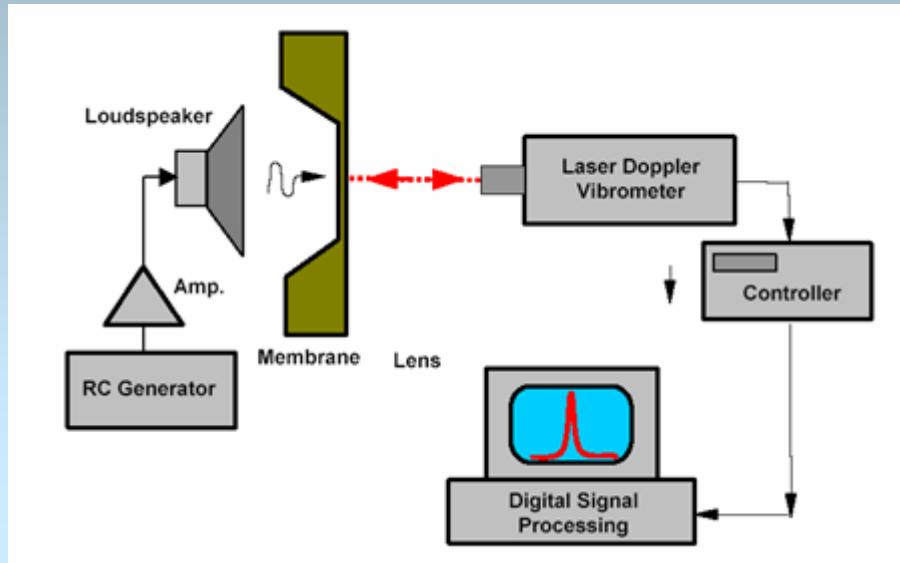 Loudspeaker
Laser Doppler
Vibrometer
Amp.
Controller
Membrane
Lens
RC Generator
Digital Signal
Processing